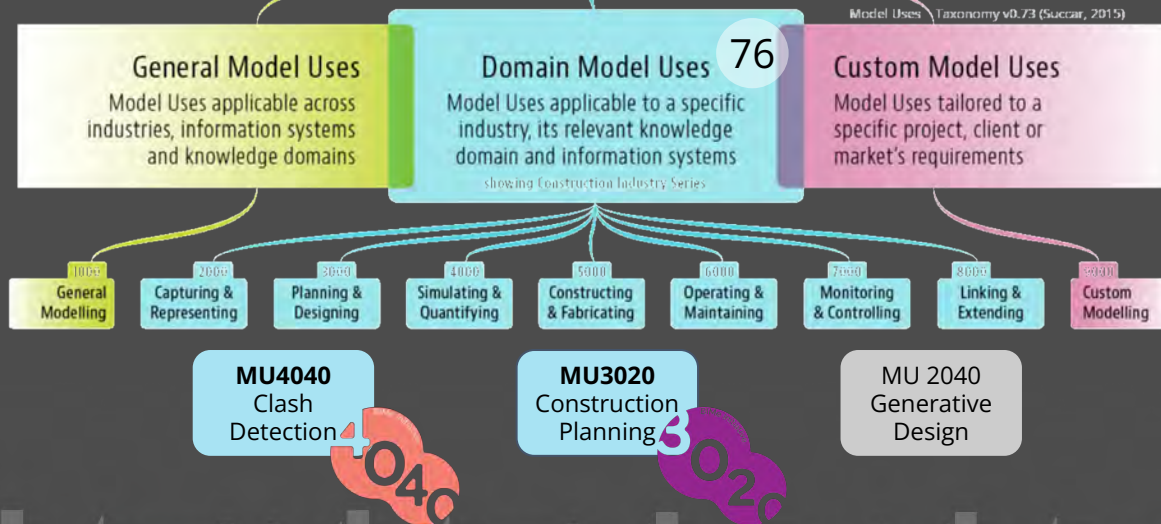 Model Uses Taxonomy v0.73 (Succar, 2015)
General Model Uses
Model Uses applicable across
industries, information systems
and knowledge domains
Domain Model Uses
76
Model Uses applicable to a specific
industry, its relevant knowledge
domain and information systems
showing Construction Industry Series
Custom Model Uses
Model Uses tailored to a
specific project, client or
market's requirements
1000
General
Modelling
2000
Capturing &
Representing
3000
Planning &
Designing
4000
Simulating &
Quantifying
5000
Constructing
& Fabricating
6000
Operating &
Maintaining
7000
Monitoring
& Controlling
8000
Linking &
Extending
Custom
Modelling
MU4040
Clash
Detection
4040
MU3020
Construction
Planning
3020
MU 2040
Generative
Design